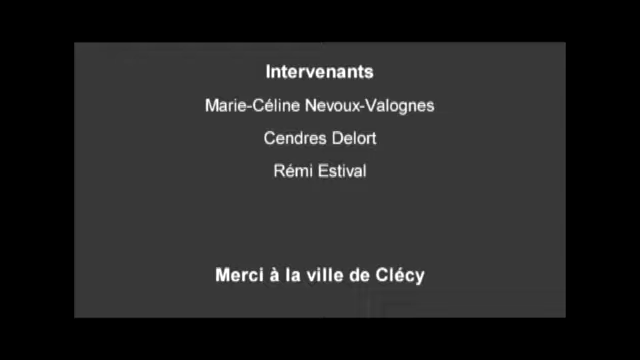 Intervenants
Marie-Céline Nevoux-Valognes
Cendres Delort
Rémi Estival
Merci à la ville de Clécy